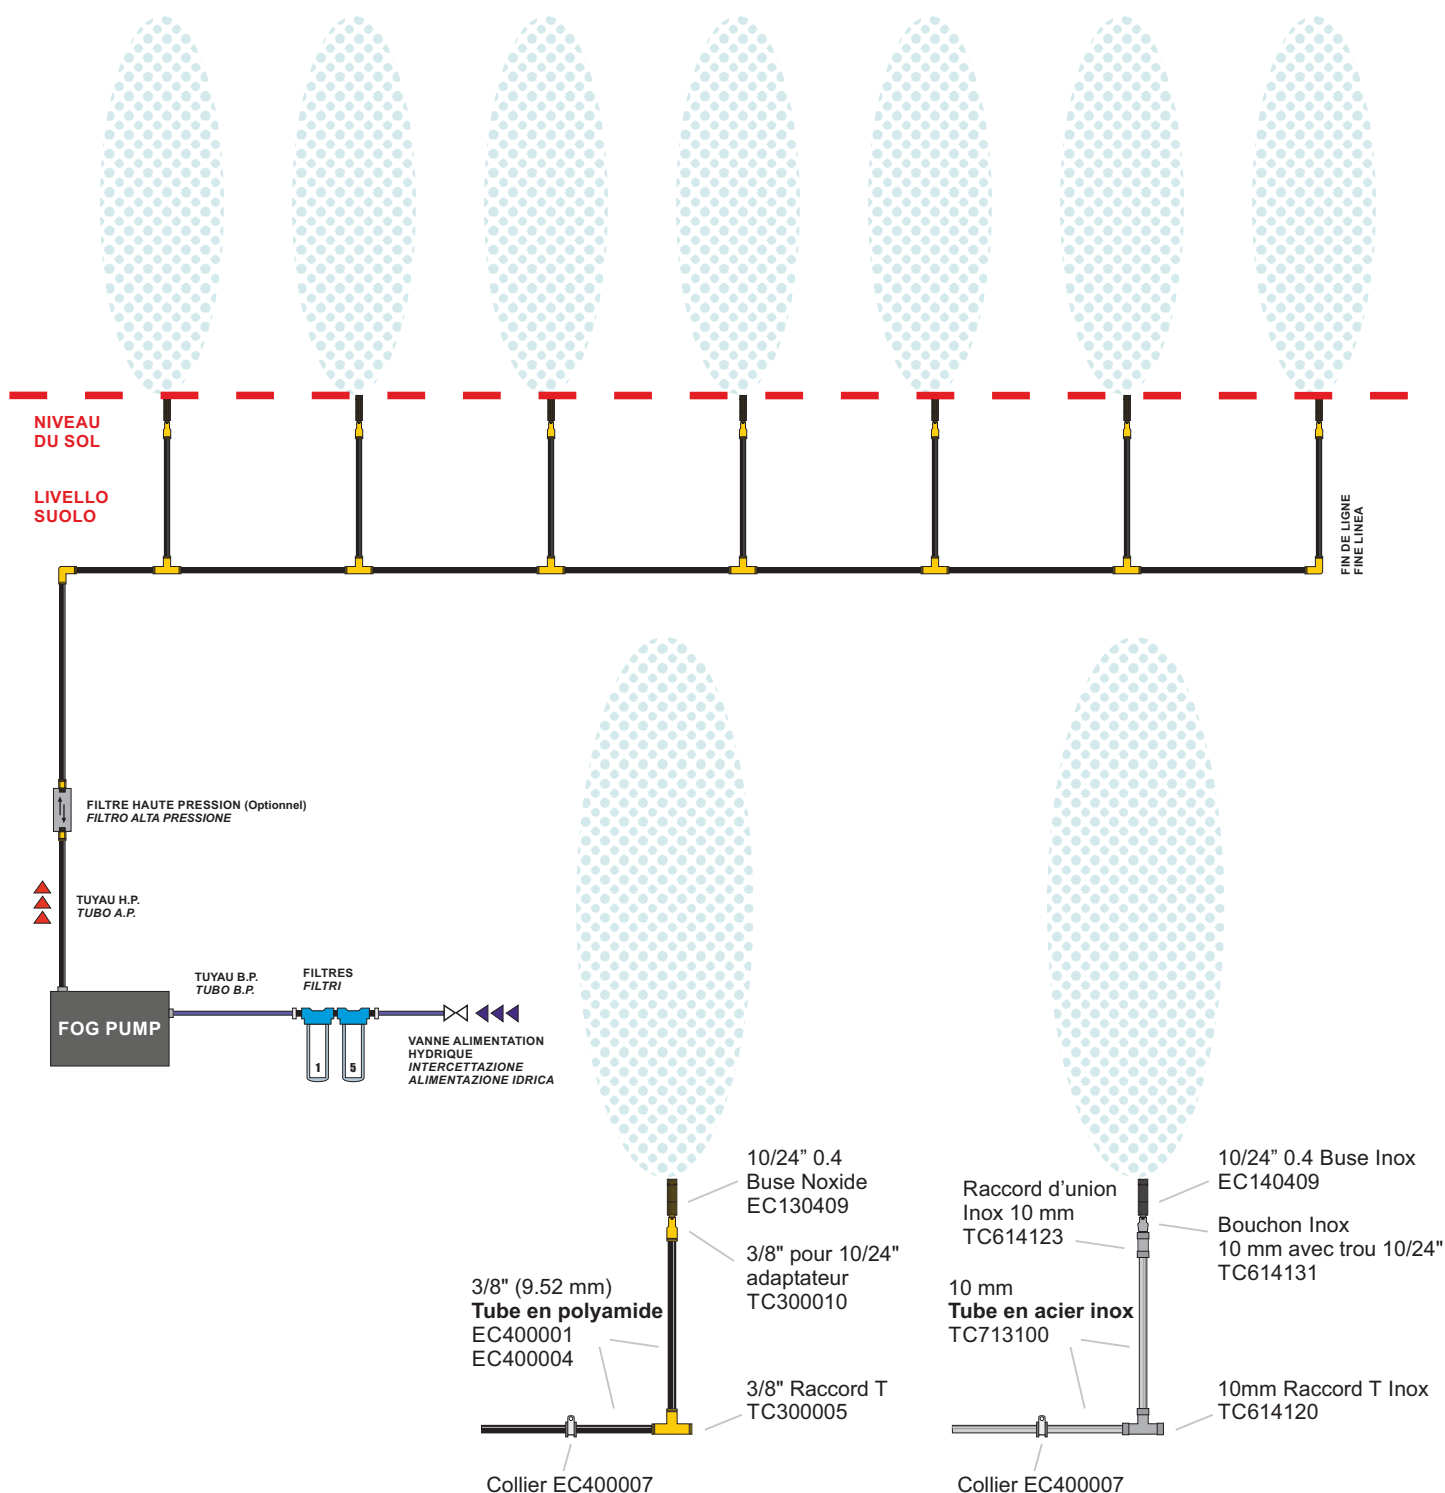 NIVEAU
DU SOL
LIVELLO
SUOLO
FIN DE LIGNE
FINE LINEA
FILTRE HAUTE PRESSION (Optionnel)
FILTRO ALTA PRESSIONE
TUYAU H.P.
TUBO A.P.
TUYAU B.P.
TUBO B.P.
FILTRES
FILTRI
FOG PUMP
1
5
VANNE ALIMENTATION
HYDRIQUE
INTERCETTAZIONE
ALIMENTAZIONE IDRICA
10/24” 0.4
Buse Noxide
EC130409
3/8" pour 10/24"
adaptateur
TC300010
3/8" (9.52 mm)
Tube en polyamide
EC400001
EC400004
3/8" Raccord T
TC300005
Collier EC400007
10/24” 0.4 Buse Inox
EC140409
Raccord d’union
Inox 10 mm
TC614123
Bouchon Inox
10 mm avec trou 10/24"
TC614131
10 mm
Tube en acier inox
TC713100
10mm Raccord T Inox
TC614120
Collier EC400007